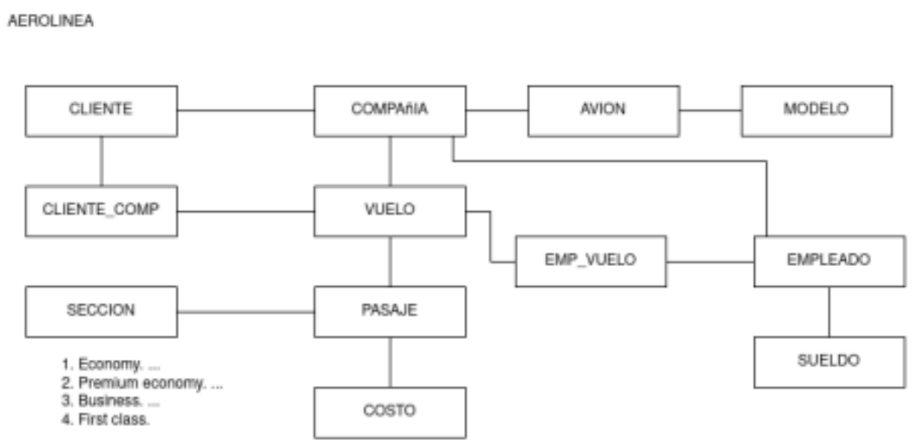 AEROLINEA
CLIENTE
COMPAñIA
AVION
MODELO
CLIENTE_COMP
VUELO
EMP_VUELO
EMPLEADO
SECCION
PASAJE
SUELDO
1. Economy. ...
2. Premium economy. ...
3. Business. ...
4. First class.
COSTO